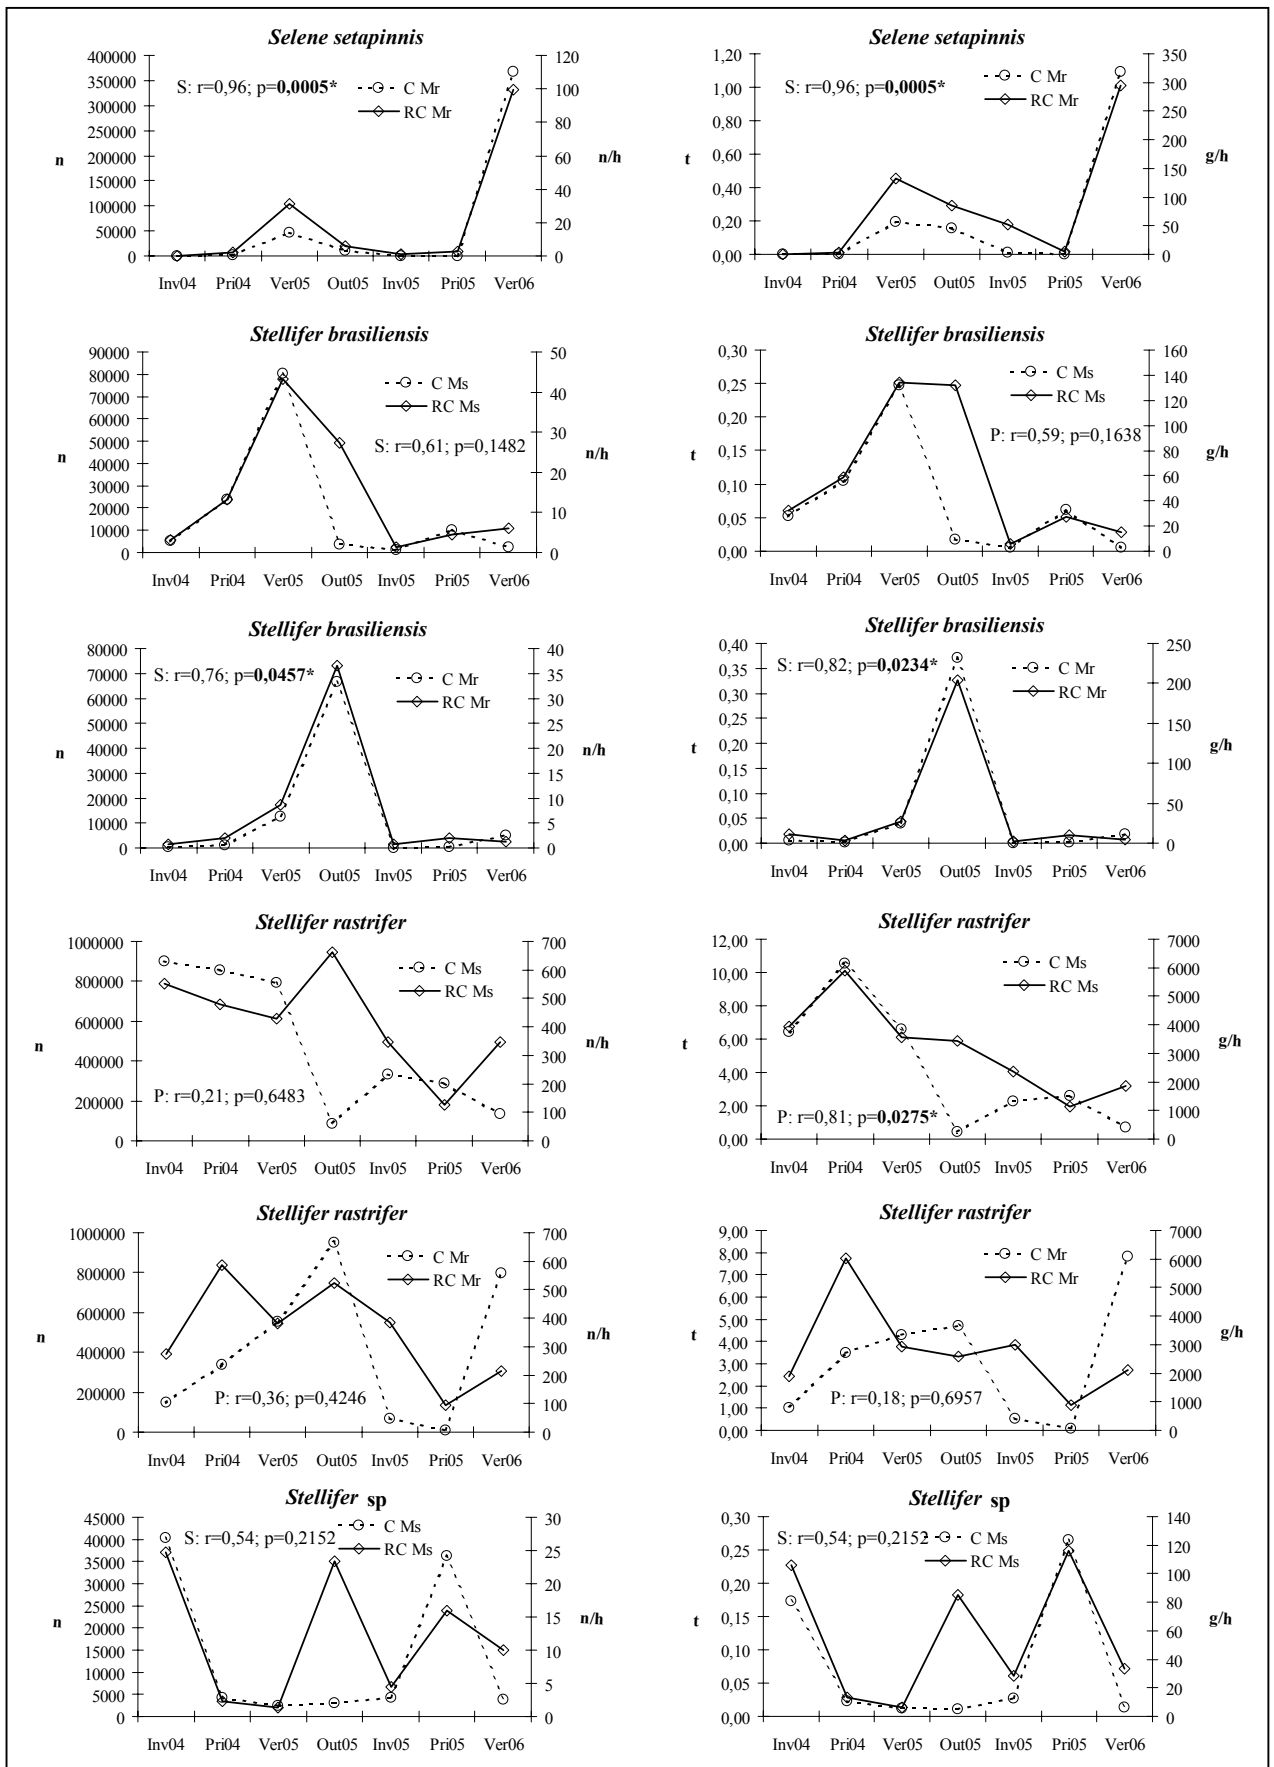 Selene setapinnis
400000
350000
300000
250000
200000
150000
100000
50000
0
n
120
100
80
60
40
20
0
n/h
S: r=0,96; p=0,0005*
C Mr
RC Mr
Inv04 Pri04 Ver05 Out05 Inv05 Pri05 Ver06
Selene setapinnis
1,20
1,00
0,80
0,60
0,40
0,20
0,00
t
350
300
250
200
150
100
50
0
g/h
S: r=0,96; p=0,0005*
C Mr
RC Mr
Inv04 Pri04 Ver05 Out05 Inv05 Pri05 Ver06
Stellifer brasiliensis
90000
80000
70000
60000
50000
40000
30000
20000
10000
0
n
50
40
30
20
10
0
n/h
C Ms
RC Ms
S: r=0,61; p=0,1482
Inv04 Pri04 Ver05 Out05 Inv05 Pri05 Ver06
Stellifer brasiliensis
0,30
0,25
0,20
0,15
0,10
0,05
0,00
t
160
140
120
100
80
60
40
20
0
g/h
C Ms
RC Ms
P: r=0,59; p=0,1638
Inv04 Pri04 Ver05 Out05 Inv05 Pri05 Ver06
Stellifer brasiliensis
80000
70000
60000
50000
40000
30000
20000
10000
0
n
40
35
30
25
20
15
10
5
0
n/h
S: r=0,76; p=0,0457*
C Mr
RC Mr
Inv04 Pri04 Ver05 Out05 Inv05 Pri05 Ver06
Stellifer brasiliensis
0,40
0,35
0,30
0,25
0,20
0,15
0,10
0,05
0,00
t
250
200
150
100
50
0
g/h
S: r=0,82; p=0,0234*
C Mr
RC Mr
Inv04 Pri04 Ver05 Out05 Inv05 Pri05 Ver06
Stellifer rastrifer
1000000
800000
600000
400000
200000
0
n
700
600
500
400
300
200
100
0
n/h
C Ms
RC Ms
P: r=0,21; p=0,6483
Inv04 Pri04 Ver05 Out05 Inv05 Pri05 Ver06
Stellifer rastrifer
12,00
10,00
8,00
6,00
4,00
2,00
0,00
t
7000
6000
5000
4000
3000
2000
1000
0
g/h
C Ms
RC Ms
P: r=0,81; p=0,0275*
Inv04 Pri04 Ver05 Out05 Inv05 Pri05 Ver06
Stellifer rastrifer
1000000
800000
600000
400000
200000
0
n
700
600
500
400
300
200
100
0
n/h
C Mr
RC Mr
P: r=0,36; p=0,4246
Inv04 Pri04 Ver05 Out05 Inv05 Pri05 Ver06
Stellifer rastrifer
9,00
8,00
7,00
6,00
5,00
4,00
3,00
2,00
1,00
0,00
t
7000
6000
5000
4000
3000
2000
1000
0
g/h
C Mr
RC Mr
P: r=0,18; p=0,6957
Inv04 Pri04 Ver05 Out05 Inv05 Pri05 Ver06
Stellifer sp
45000
40000
35000
30000
25000
20000
15000
10000
5000
0
n
30
25
20
15
10
5
0
n/h
S: r=0,54; p=0,2152
C Ms
RC Ms
Inv04 Pri04 Ver05 Out05 Inv05 Pri05 Ver06
Stellifer sp
0,30
0,25
0,20
0,15
0,10
0,05
0,00
t
140
120
100
80
60
40
20
0
g/h
S: r=0,54; p=0,2152
C Ms
RC Ms
Inv04 Pri04 Ver05 Out05 Inv05 Pri05 Ver06